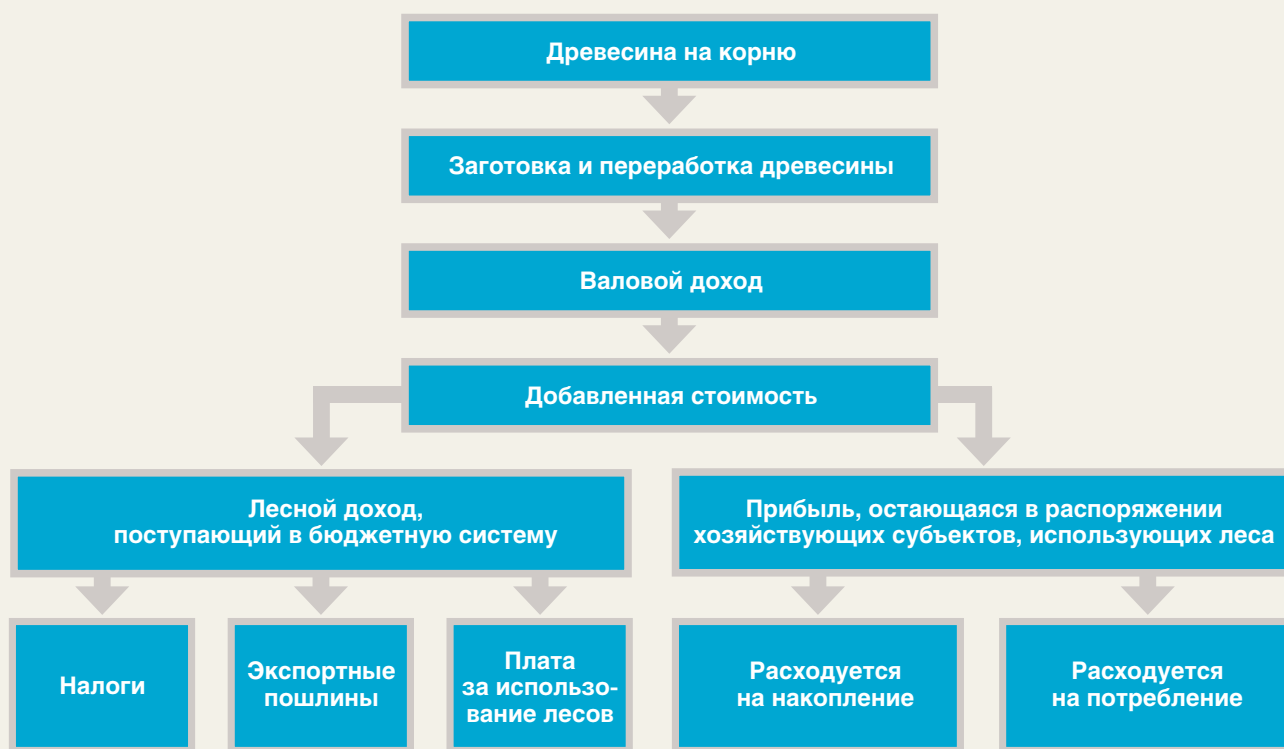 Древесина на корню
Заготовка и переработка древесины
Валовой доход
Добавленная стоимость
Лесной доход,
поступающий в бюджетную систему
Прибыль, остающаяся в распоряжении
хозяйствующих субъектов, использующих леса
Налоги
Экспортные
пошлины
Плата
за использо-
вание лесов
Расходуется
на накопление
Расходуется
на потребление